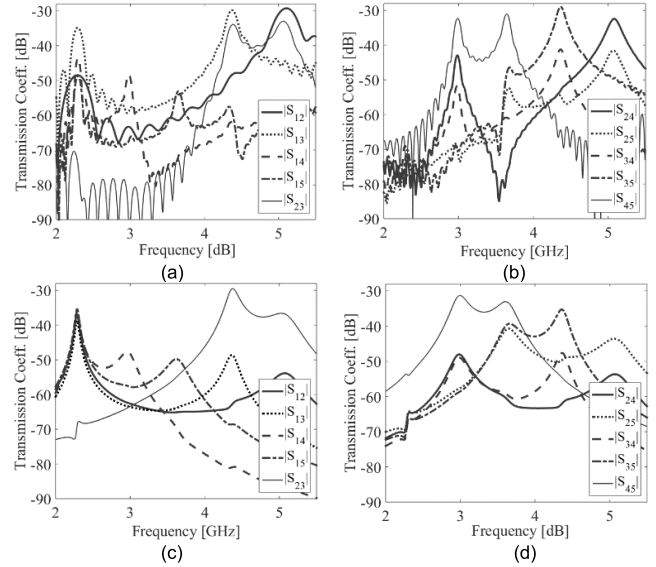 -30
-40
-50
-60
-70
-80
-90
Transmission Coeff. [dB]
|S12|
|S13|
|S14|
|S15|
|S23|
2 3 4 5
Frequency [dB]
(a)
-30
-40
-50
-60
-70
-80
-90
Transmission Coeff. [dB]
|S24|
|S25|
|S34|
|S35|
|S45|
2 3 4 5
Frequency [GHz]
(b)
-30
-40
-50
-60
-70
-80
-90
Transmission Coeff. [dB]
|S12|
|S13|
|S14|
|S15|
|S23|
2 3 4 5
Frequency [GHz]
(c)
-30
-40
-50
-60
-70
-80
-90
Transmission Coeff. [dB]
|S24|
|S25|
|S34|
|S35|
|S45|
2 3 4 5
Frequency [dB]
(d)